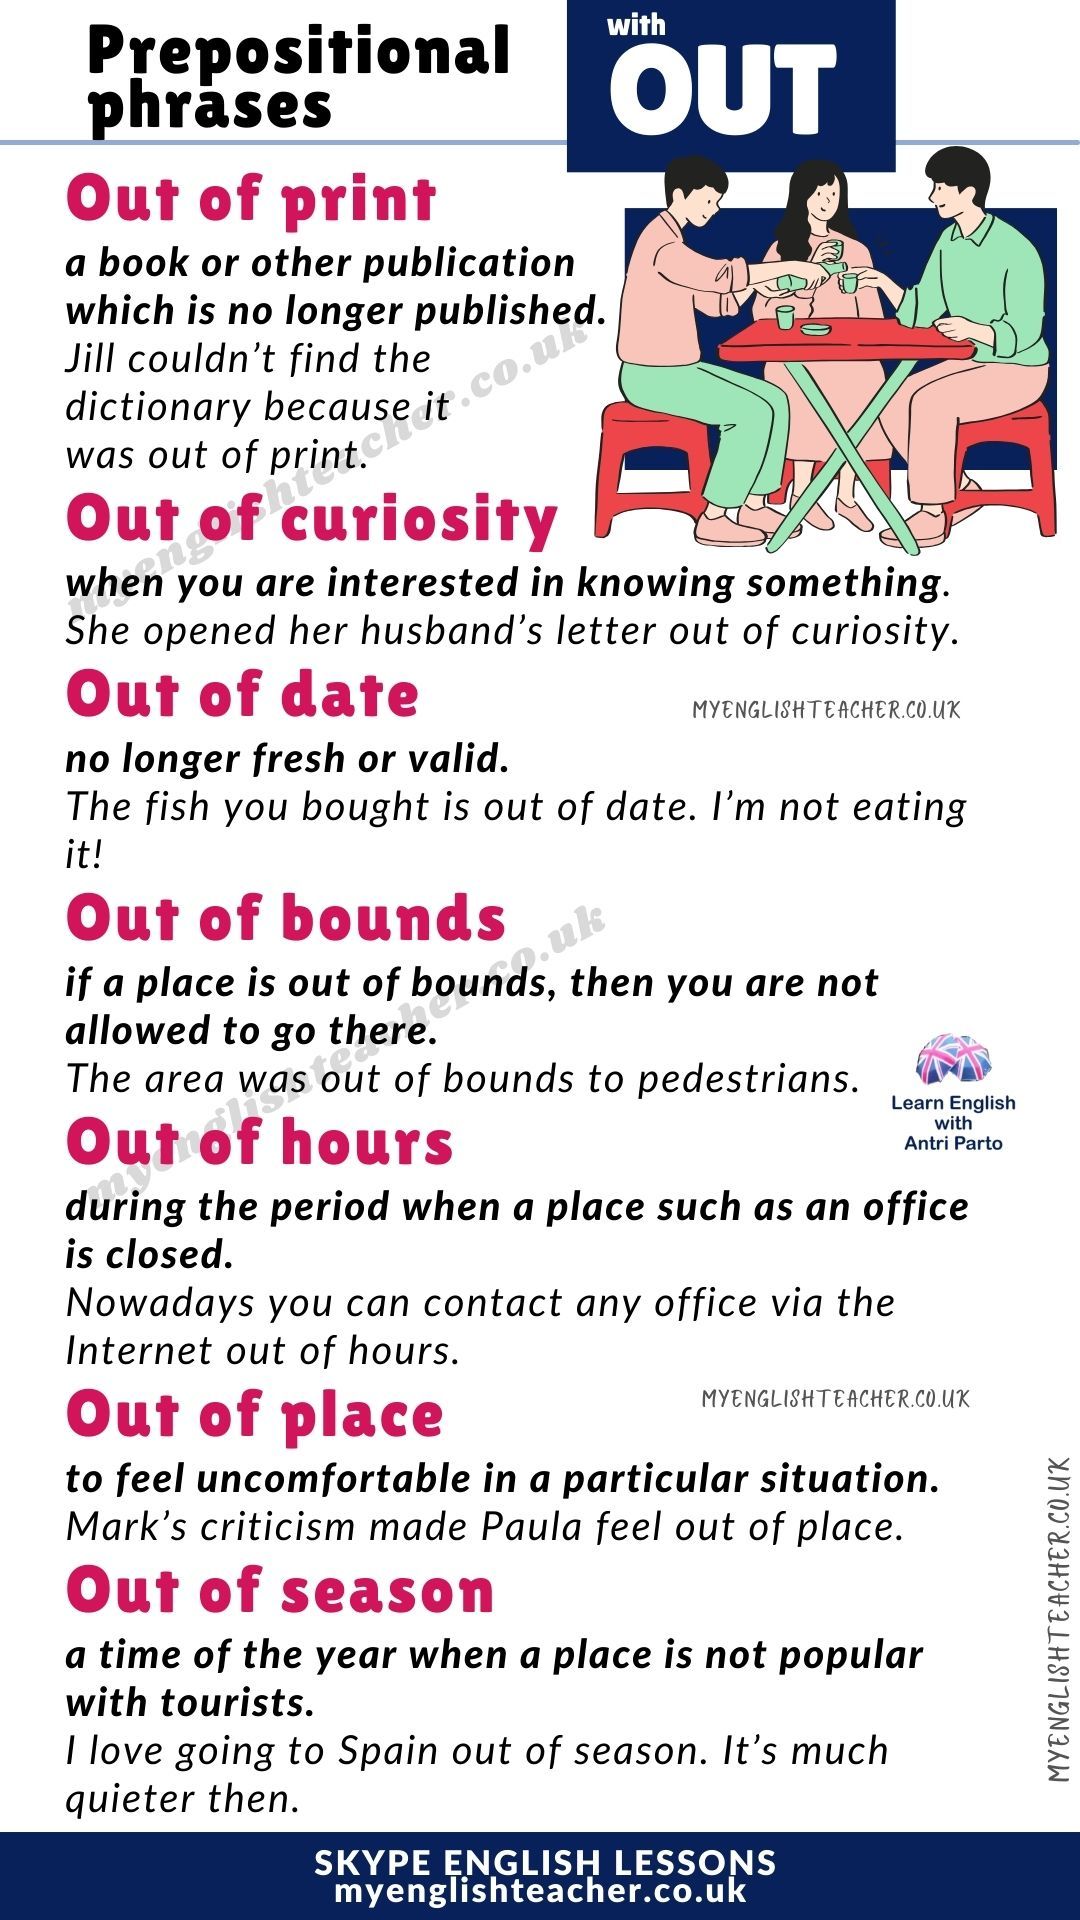 Prepositional
phrases
with
OUT
Out of print
a book or other publication
which is no longer published.
Jill couldn’t find the
dictionary because it
was out of print.
myenglishteacher.co.uk
Out of curiosity
when you are interested in knowing something.
She opened her husband’s letter out of curiosity.
Out of date
MYENGLISHTEACHER.CO.UK
no longer fresh or valid.
The fish you bought is out of date. I’m not eating
it!
Out of bounds
if a place is out of bounds, then you are not
allowed to go there.
The area was out of bounds to pedestrians.
myenglishteacher.co.uk
Learn English
with
Antri Parto
Out of hours
during the period when a place such as an office
is closed.
Nowadays you can contact any office via the
Internet out of hours.
Out of place
MYENGLISHTEACHER.CO.UK
to feel uncomfortable in a particular situation.
Mark’s criticism made Paula feel out of place.
MYENGLISHTEACHER.CO.UK
Out of season
a time of the year when a place is not popular
with tourists.
I love going to Spain out of season. It’s much
quieter then.
SKYPE ENGLISH LESSONS
myenglishteacher.co.uk